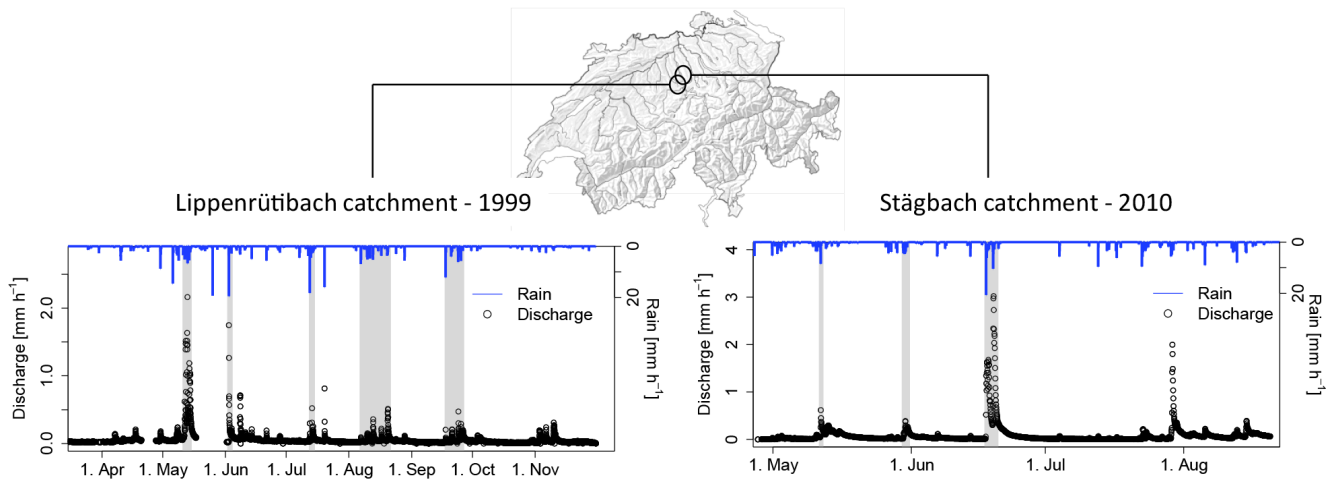 Lippenrütibach catchment - 1999
Stägbach catchment - 2010
Discharge [mm h⁻¹]
0.0
1.0
2.0
0
20
Rain [mm h⁻¹]
Rain
Discharge
1. Apr
1. May
1. Jun
1. Jul
1. Aug
1. Sep
1. Oct
1. Nov
Discharge [mm h⁻¹]
4
3
2
1
0
0
20
Rain [mm h⁻¹]
Rain
Discharge
1. May
1. Jun
1. Jul
1. Aug